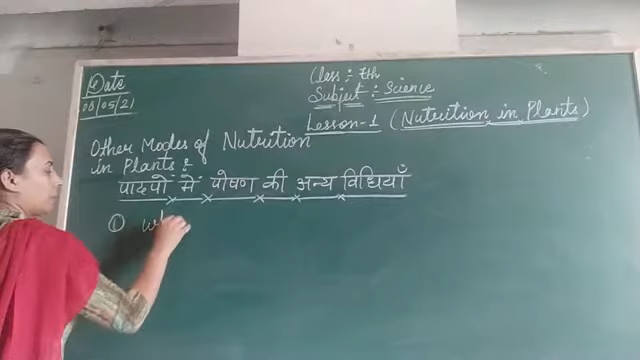 Date
08/05/21
Class : 7th
Subject : Science
Lesson-1 (Nutrition in Plants)
Other Modes of Nutrition
in Plants :
पादपो में पोषण की अन्य विधियाँ
① wh